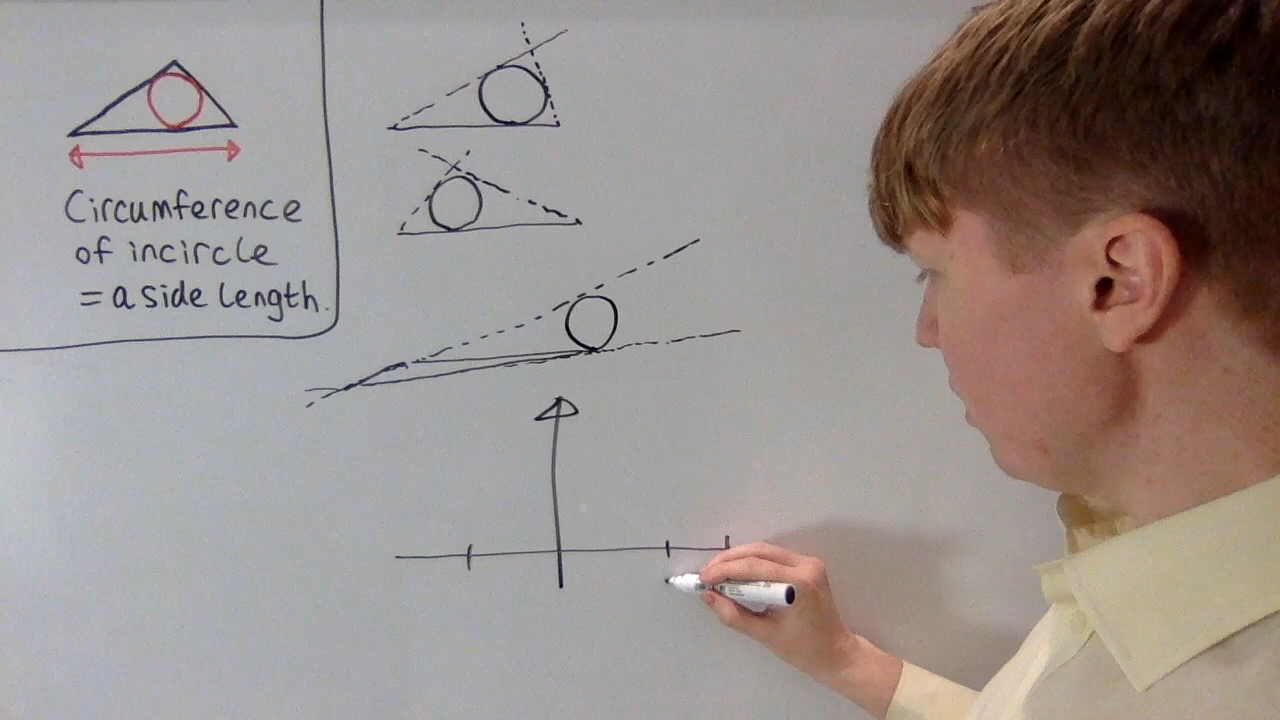 Circumference
of incircle
= a side length.